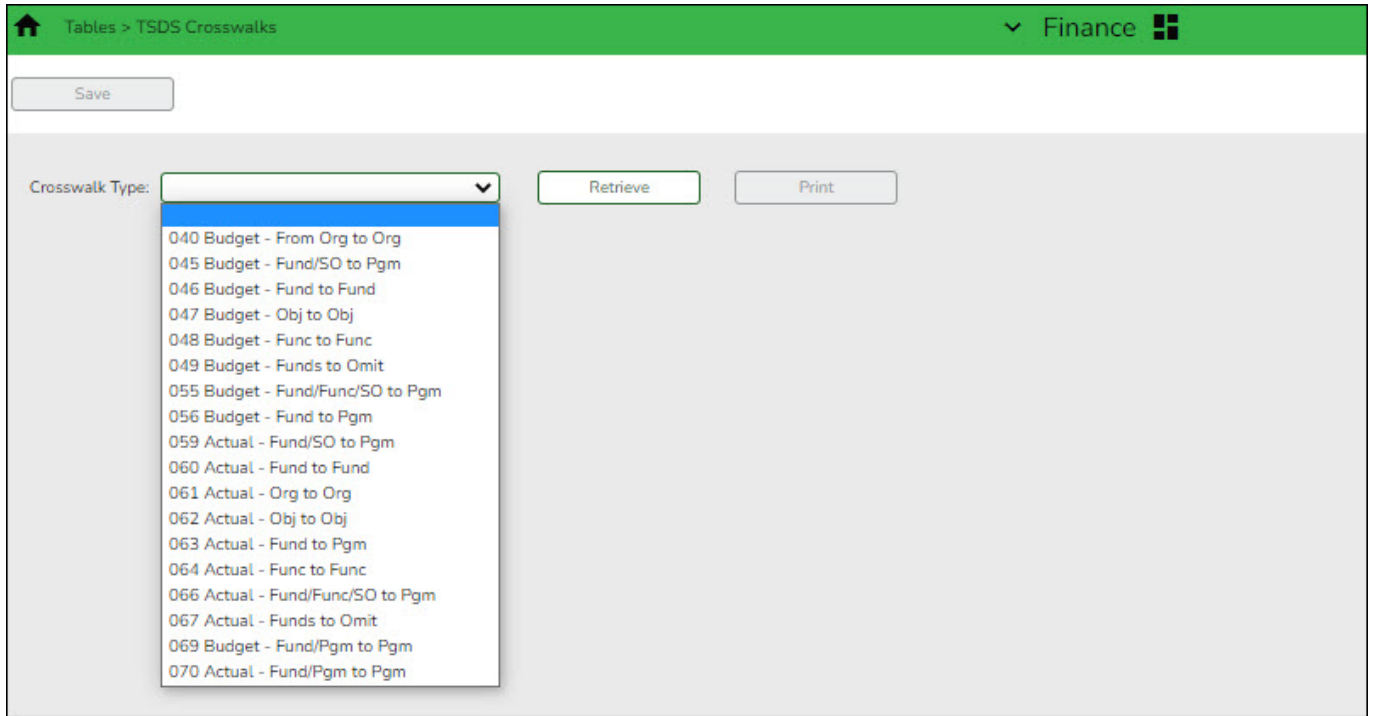 Tables > TSDS Crosswalks
Finance
Save
Crosswalk Type:
Retrieve
Print
040 Budget - From Org to Org
045 Budget - Fund/SO to Pgm
046 Budget - Fund to Fund
047 Budget - Obj to Obj
048 Budget - Func to Func
049 Budget - Funds to Omit
055 Budget - Fund/Func/SO to Pgm
056 Budget - Fund to Pgm
059 Actual - Fund/SO to Pgm
060 Actual - Fund to Fund
061 Actual - Org to Org
062 Actual - Obj to Obj
063 Actual - Fund to Pgm
064 Actual - Func to Func
066 Actual - Fund/Func/SO to Pgm
067 Actual - Funds to Omit
069 Budget - Fund/Pgm to Pgm
070 Actual - Fund/Pgm to Pgm